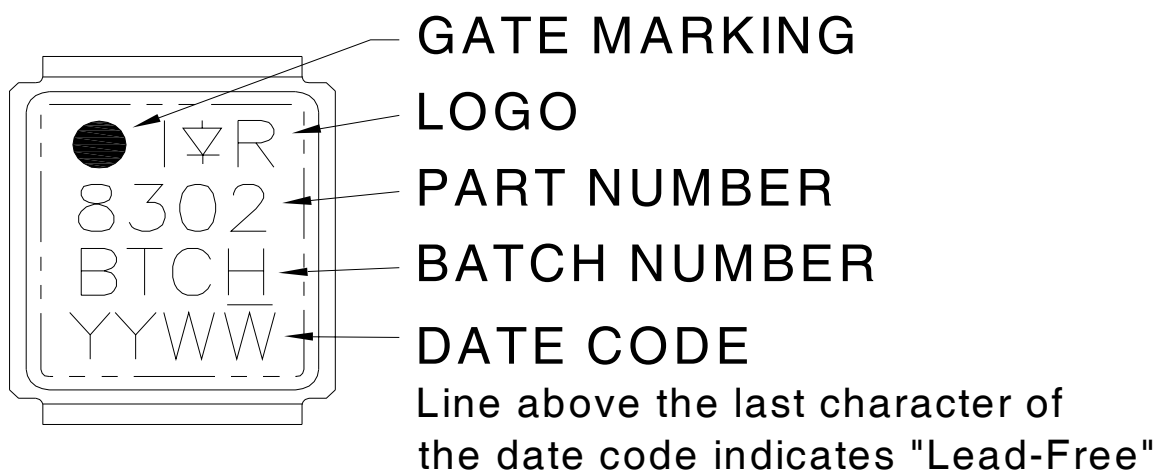 GATE MARKING
I R
LOGO
8302
PART NUMBER
BTCH
BATCH NUMBER
YYWW
DATE CODE
Line above the last character of
the date code indicates "Lead-Free"